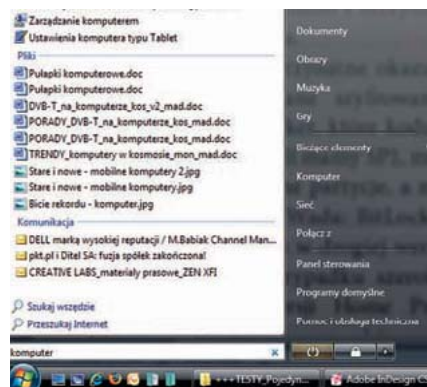 Zarządzanie komputerem
Ustawienia komputera typu Tablet
Pliki
Pułapki komputerowe.doc
Pułapki komputerowe.doc
DVB-T_na_komputerze_kos_v2_mad.doc
PORADY_DVB-T_na_komputerze_kos_mad.doc
PORADY_DVB-T_na_komputerze_kos_mad.doc
TRENDY_komputery w kosmosie_mon_mad.doc
Stare i nowe - mobilne komputery 2.jpg
Stare i nowe - mobilne komputery.jpg
Bicie rekordu - komputer.jpg
Komunikacja
DELL marką wysokiej reputacji / M.Babiak Channel Man...
pkt.pl i Ditel SA: fuzja spółek zakończona!
CREATIVE LABS_materiały prasowe_ZEN XFI
Szukaj wszędzie
Przeszukaj Internet
komputer
Dokumenty
Obrazy
Muzyka
Gry
Bieżące elementy
Komputer
Sieć
Połącz z
Panel sterowania
Programy domyślne
Pomoc i obsługa techniczna
+++TESTY_Pojedyn...
Adobe InDesign CS